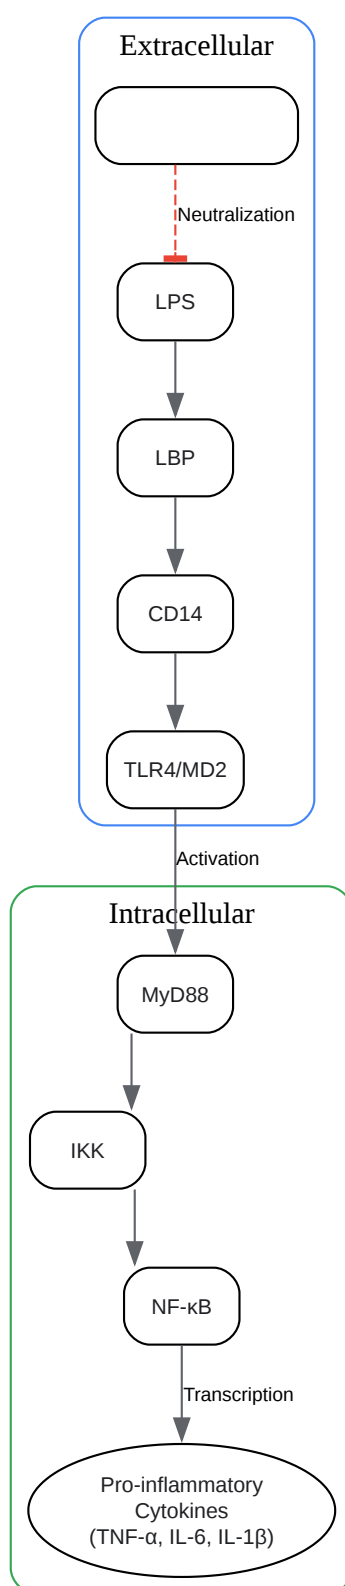 Extracellular
Neutralization
LPS
LBP
CD14
TLR4/MD2
Activation
Intracellular
MyD88
IKK
NF-κB
Transcription
Pro-inflammatory
Cytokines
(TNF-α, IL-6, IL-1β)